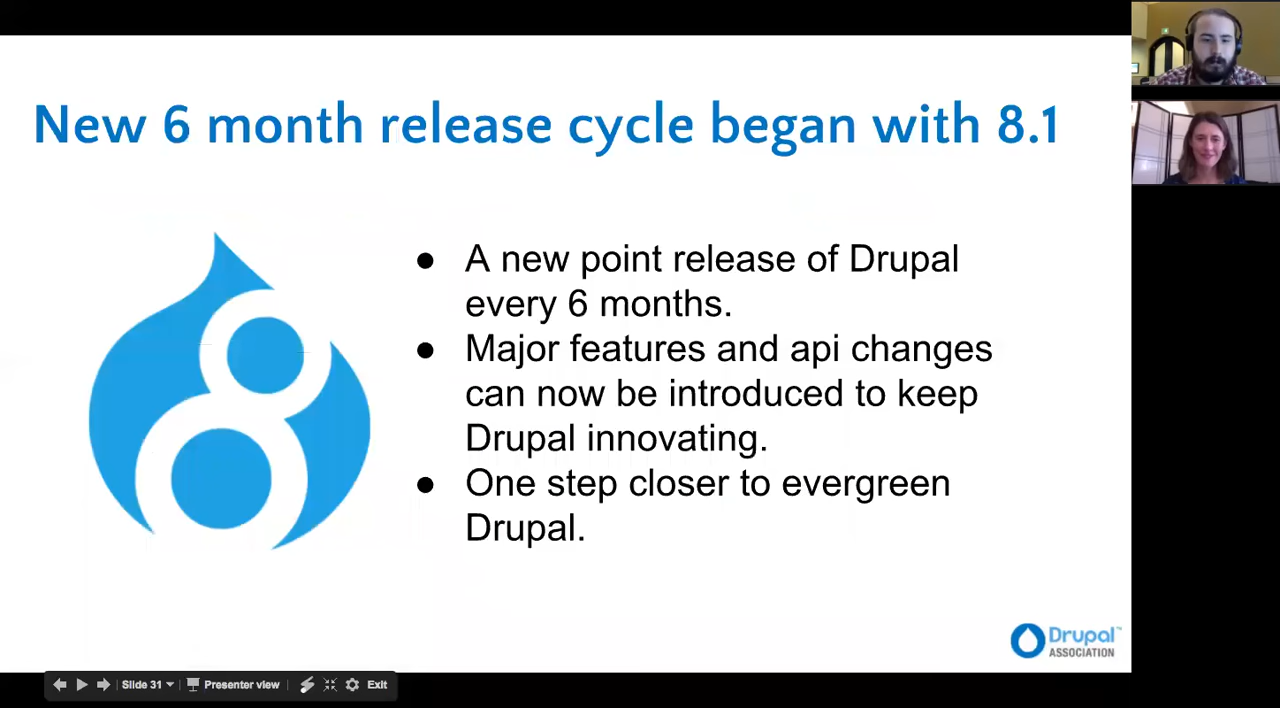 New 6 month release cycle began with 8.1
● A new point release of Drupal
every 6 months.
● Major features and api changes
can now be introduced to keep
Drupal innovating.
● One step closer to evergreen
Drupal.
Drupal™
ASSOCIATION
Slide 31 Presenter view Exit